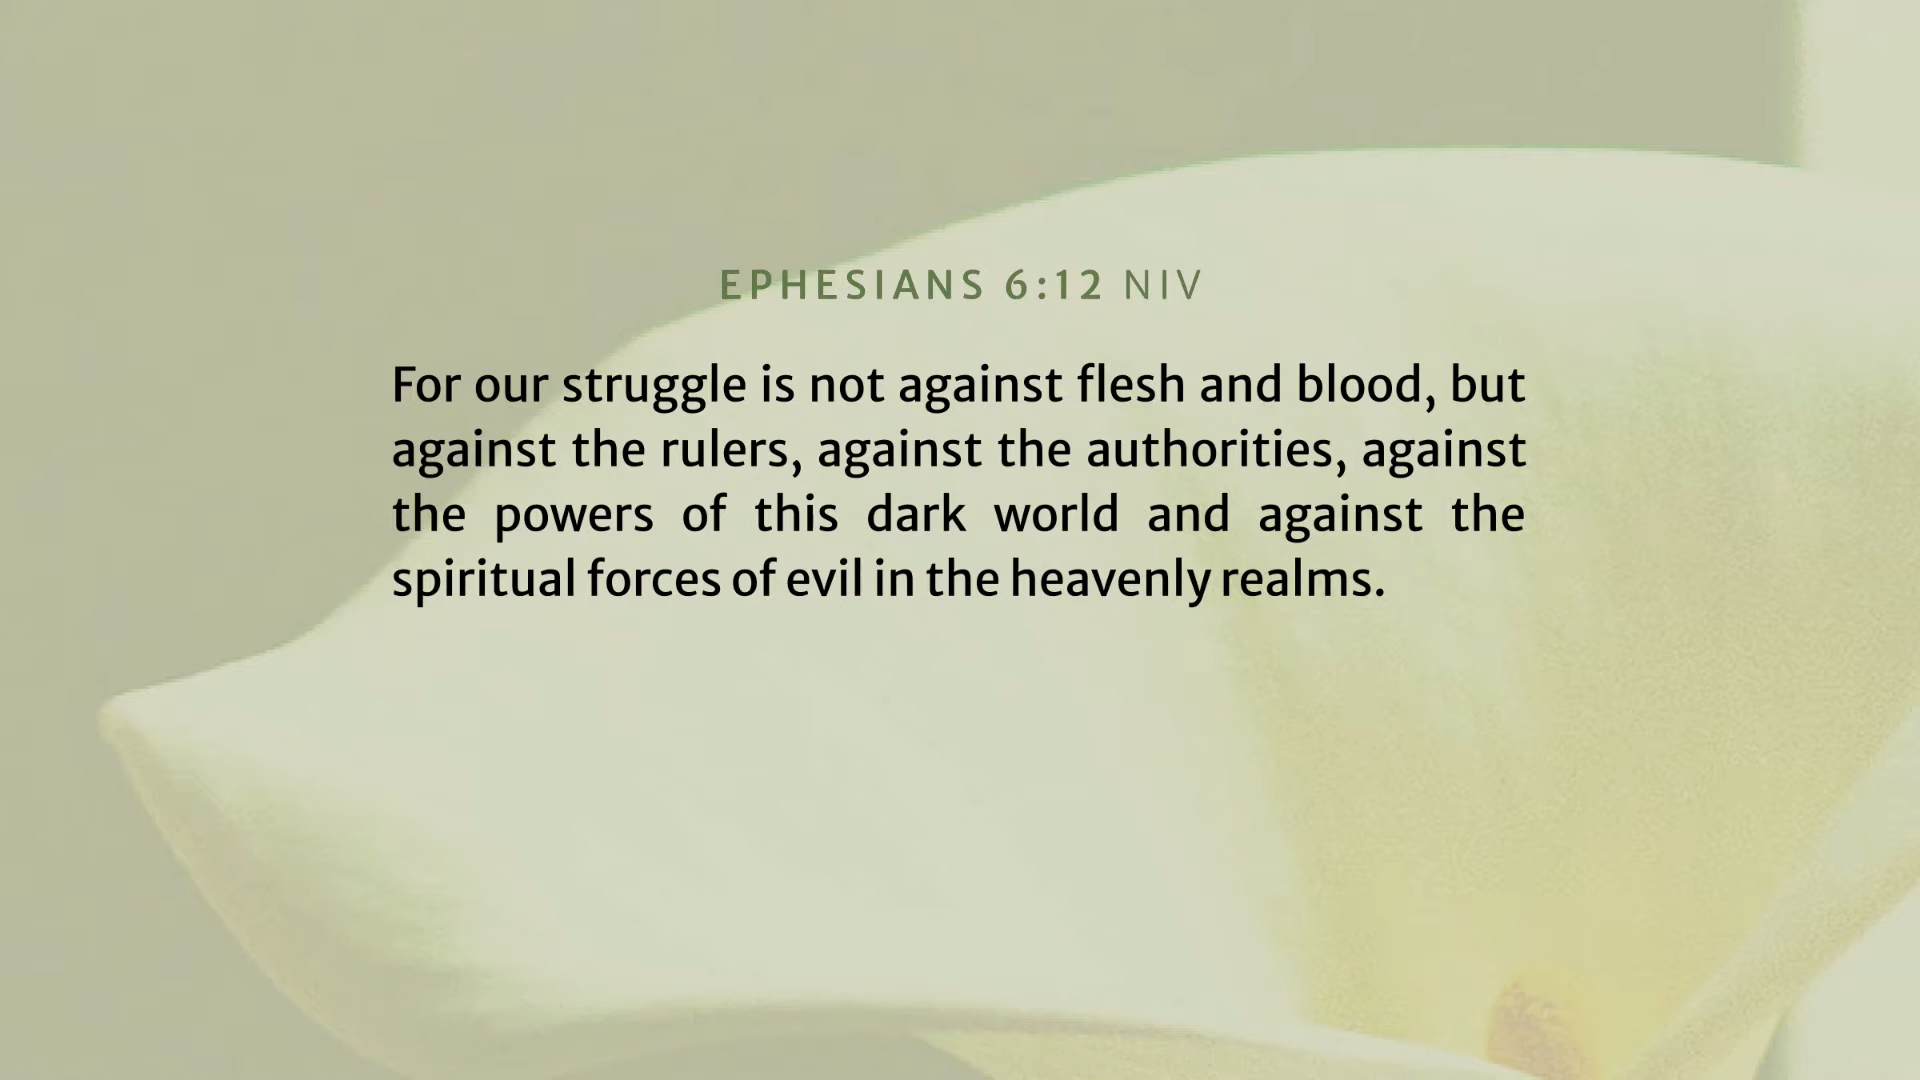 EPHESIANS 6:12 NIV
For our struggle is not against flesh and blood, but
against the rulers, against the authorities, against
the powers of this dark world and against the
spiritual forces of evil in the heavenly realms.